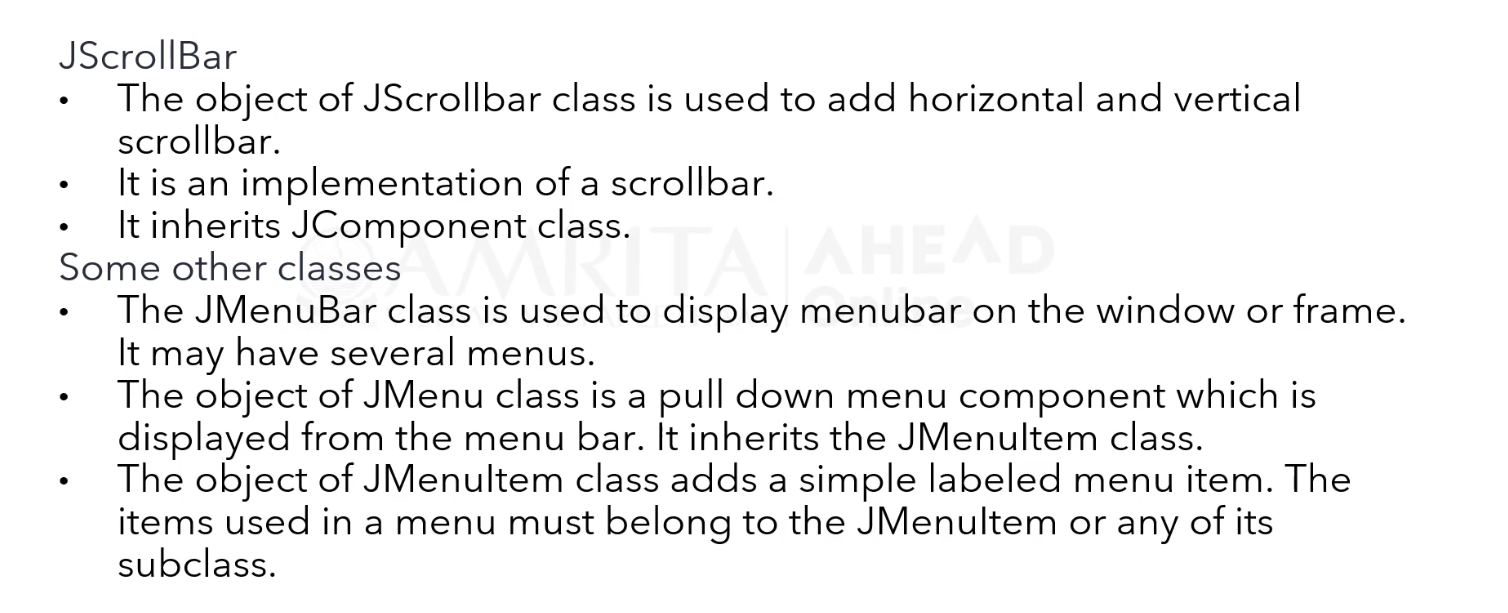 JScrollBar
• The object of JScrollbar class is used to add horizontal and vertical
scrollbar.
• It is an implementation of a scrollbar.
• It inherits JComponent class.
Some other classes
• The JMenuBar class is used to display menubar on the window or frame.
It may have several menus.
• The object of JMenu class is a pull down menu component which is
displayed from the menu bar. It inherits the JMenuItem class.
• The object of JMenuItem class adds a simple labeled menu item. The
items used in a menu must belong to the JMenuItem or any of its
subclass.
AMRITA AHEAD
Online